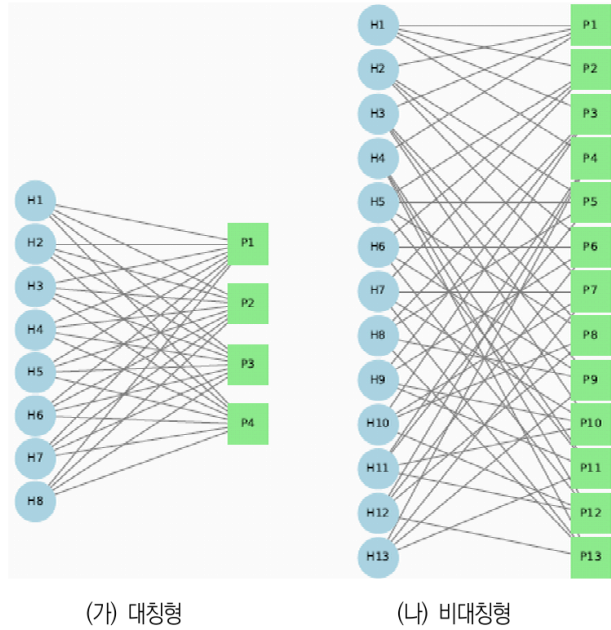 H1
H2
H3
H4
H5
H6
H7
H8
P1
P2
P3
P4
(가) 대칭형
H1
H2
H3
H4
H5
H6
H7
H8
H9
H10
H11
H12
H13
P1
P2
P3
P4
P5
P6
P7
P8
P9
P10
P11
P12
P13
(나) 비대칭형